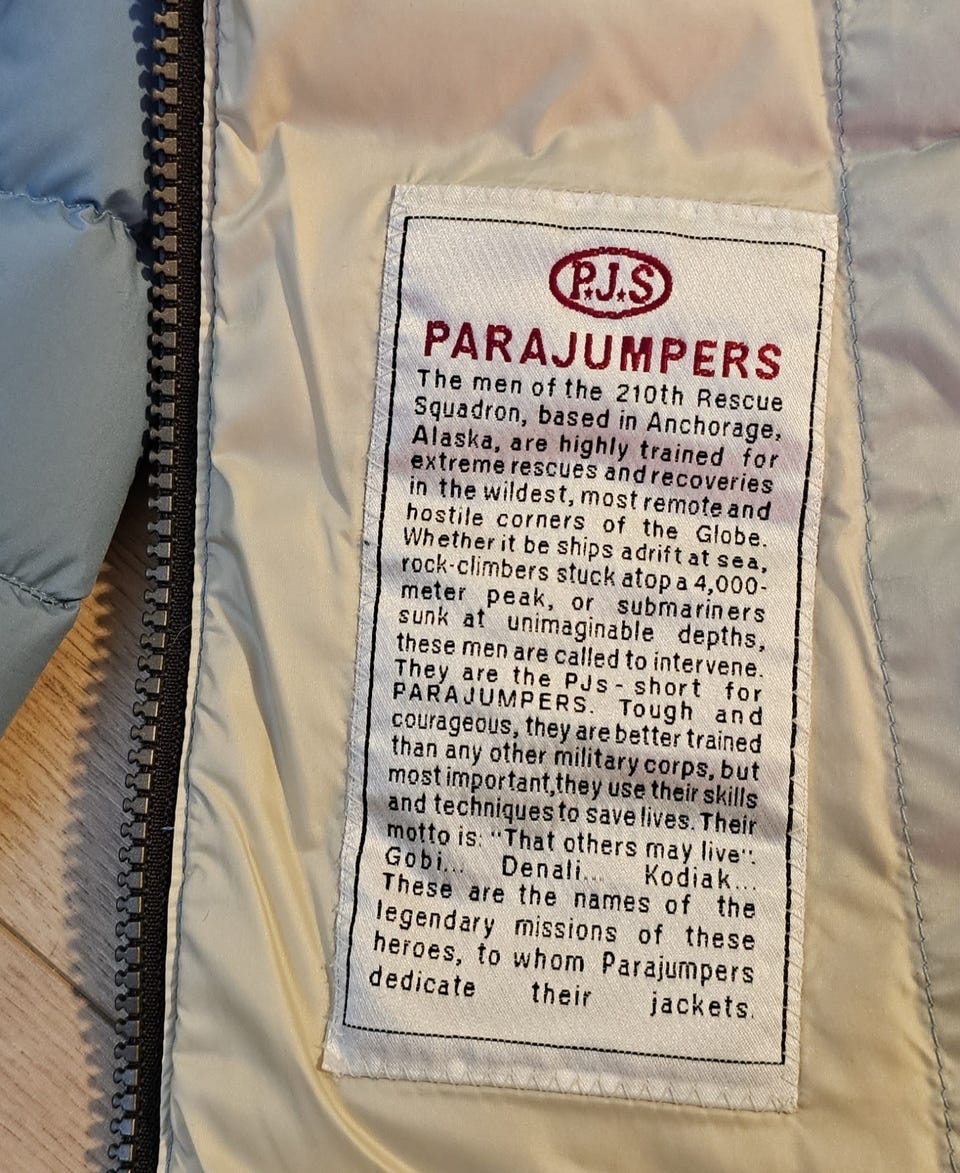 P.J.S
PARAJUMPERS
The men of the 210th Rescue
Squadron, based in Anchorage,
Alaska, are highly trained for
extreme rescues and recoveries
in the wildest, most remote and
hostile corners of the Globe.
Whether it be ships adrift at sea,
rock-climbers stuck atop a 4,000-
meter peak, or submariners
sunk at unimaginable depths,
these men are called to intervene.
They are the PJs - short for
PARAJUMPERS. Tough and
courageous, they are better trained
than any other military corps, but
most important,they use their skills
and techniques to save lives. Their
motto is: "That others may live".
Gobi... Denali... Kodiak...
These are the names of the
legendary missions of these
heroes, to whom Parajumpers
dedicate their jackets.